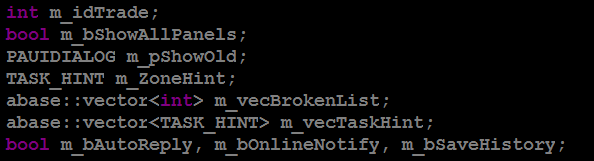 int m_idTrade;
bool m_bShowAllPanels;
PAUIDIALOG m_pShowOld;
TASK_HINT m_ZoneHint;
abase::vector<int> m_vecBrokenList;
abase::vector<TASK_HINT> m_vecTaskHint;
bool m_bAutoReply, m_bOnlineNotify, m_bSaveHistory;